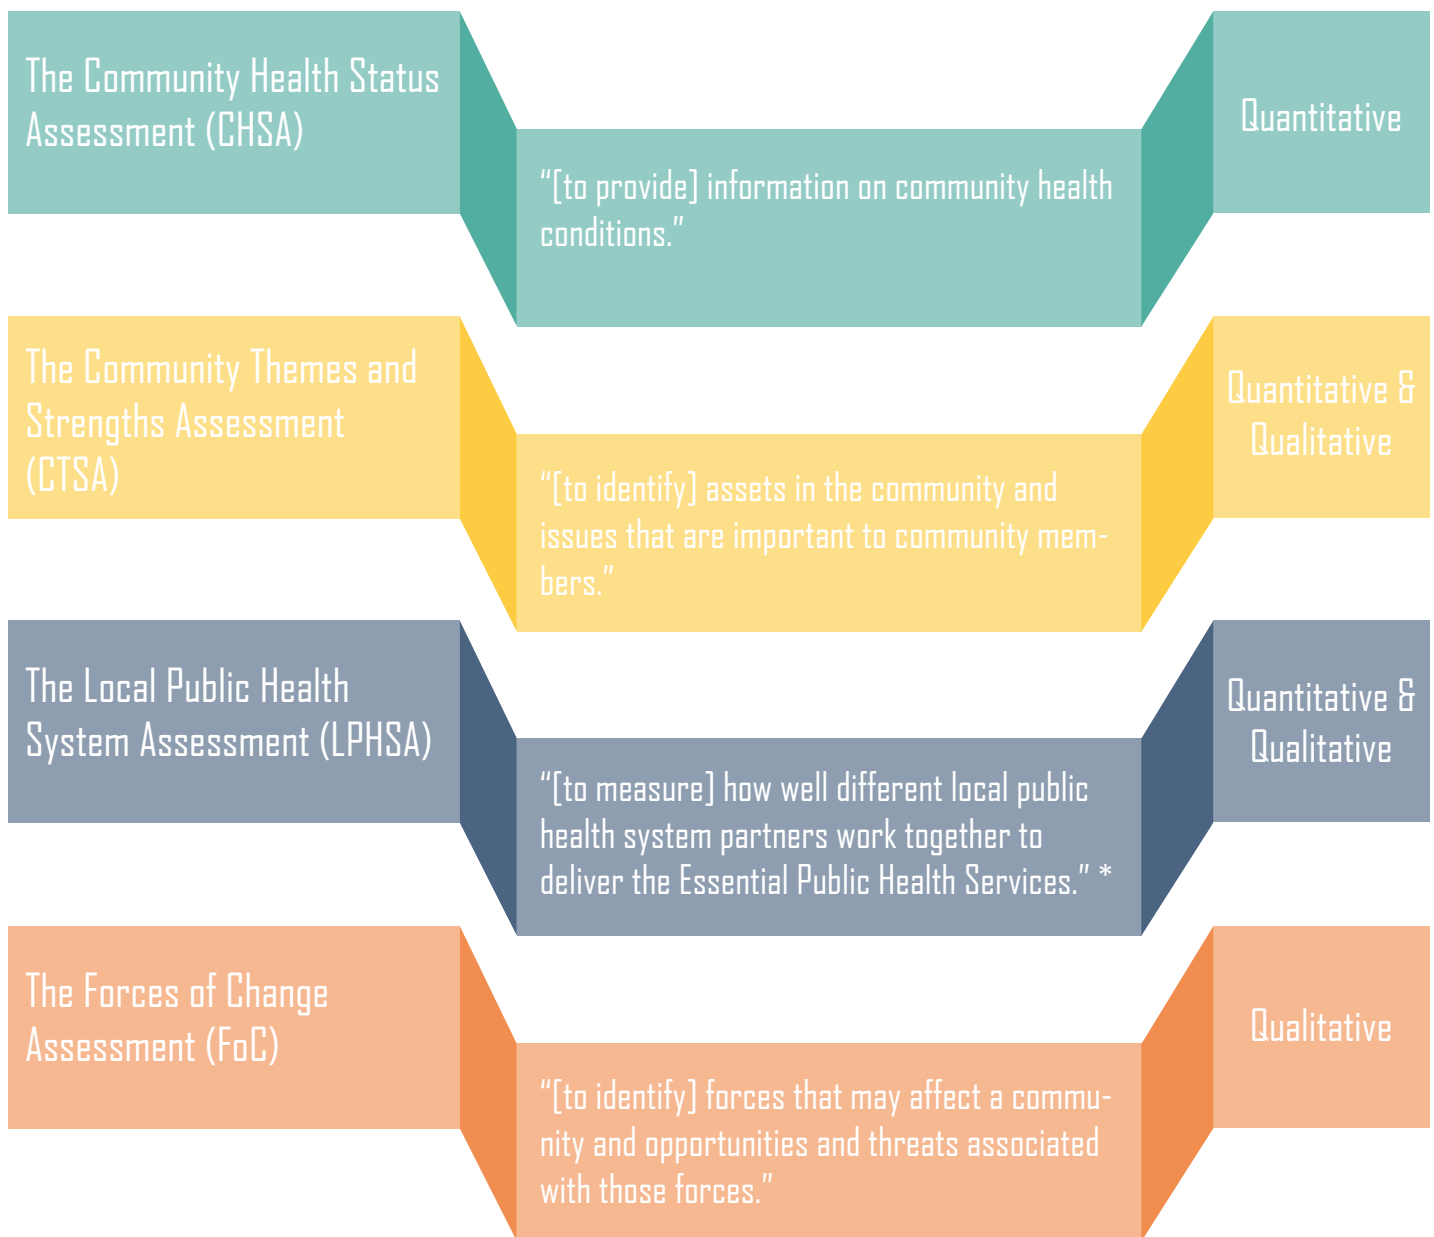 The Community Health Status
Assessment (CHSA)
“[to provide] information on community health
conditions.”
Quantitative
The Community Themes and
Strengths Assessment
(CTSA)
“[to identify] assets in the community and
issues that are important to community mem-
bers.”
Quantitative &
Qualitative
The Local Public Health
System Assessment (LPHSA)
“[to measure] how well different local public
health system partners work together to
deliver the Essential Public Health Services.” *
Quantitative &
Qualitative
The Forces of Change
Assessment (FoC)
“[to identify] forces that may affect a commu-
nity and opportunities and threats associated
with those forces.”
Qualitative